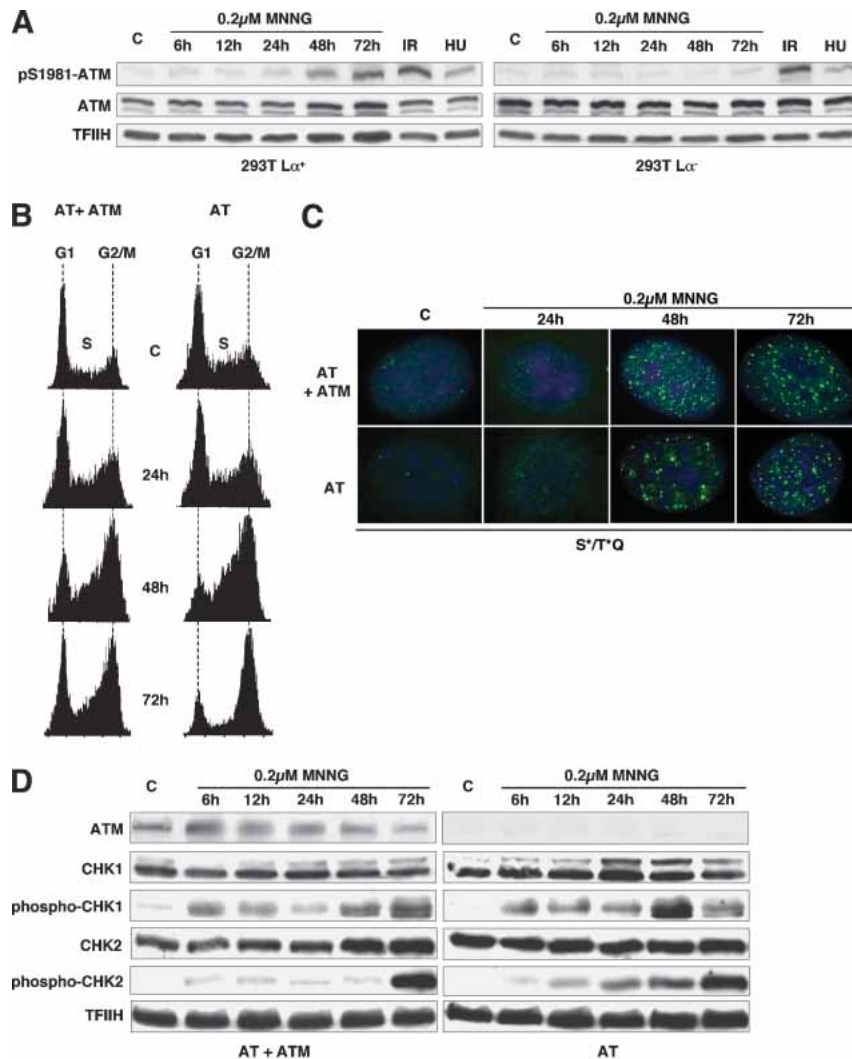 A
0.2µM MNNG
C 6h 12h 24h 48h 72h IR HU
0.2µM MNNG
C 6h 12h 24h 48h 72h IR HU
pS1981-ATM
ATM
TFIIH
293T Lα⁺
293T Lα⁻
B
AT+ ATM
AT
G1 G2/M
G1 G2/M
S
C
S
24h
48h
72h
C
0.2µM MNNG
C 24h 48h 72h
AT
+ ATM
AT
S*/T*Q
D
0.2µM MNNG
C 6h 12h 24h 48h 72h
0.2µM MNNG
C 6h 12h 24h 48h 72h
ATM
CHK1
phospho-CHK1
CHK2
phospho-CHK2
TFIIH
AT + ATM
AT